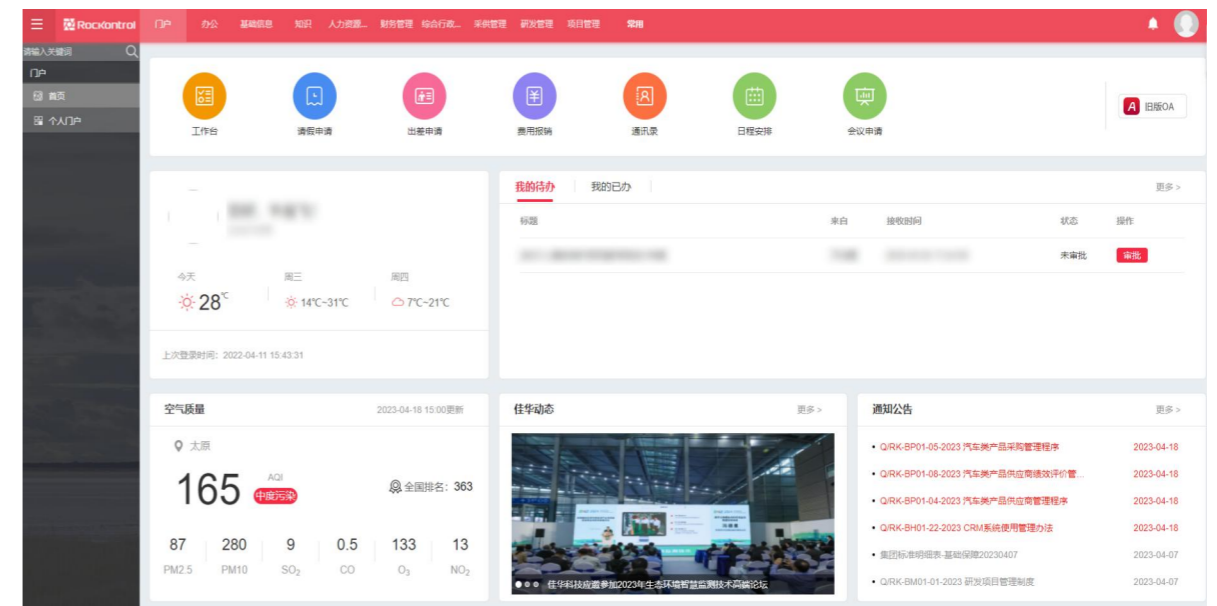 Rockontrol 门户 办公 基础信息 知识 人力资源... 财务管理 综合行政... 采供管理 研发管理 项目管理 常用
请输入关键词
门户
首页
个人门户
工作台 请假申请 出差申请 费用报销 通讯录 日程安排 会议申请
A 旧版OA
今天 周三 周四
28℃ 14℃~31℃ 7℃~21℃
上次登录时间：2022-04-11 15:43:31
我的待办 我的已办 更多 >
标题 来自 接收时间 状态 操作
未审批 审批
空气质量 2023-04-18 15:00更新
太原
165 AQI 中度污染 全国排名：363
87 280 9 0.5 133 13
PM2.5 PM10 SO₂ CO O₃ NO₂
佳华动态 更多 >
佳华科技应邀参加2023年生态环境智慧监测技术高端论坛
通知公告 更多 >
• Q/RK-BP01-05-2023 汽车类产品采购管理程序 2023-04-18
• Q/RK-BP01-06-2023 汽车类产品供应商绩效评价管... 2023-04-18
• Q/RK-BP01-04-2023 汽车类产品供应商管理程序 2023-04-18
• Q/RK-BH01-22-2023 CRM系统使用管理办法 2023-04-18
• 集团标准明细表-基础保障20230407 2023-04-07
• Q/RK-BM01-01-2023 研发项目管理制度 2023-04-07